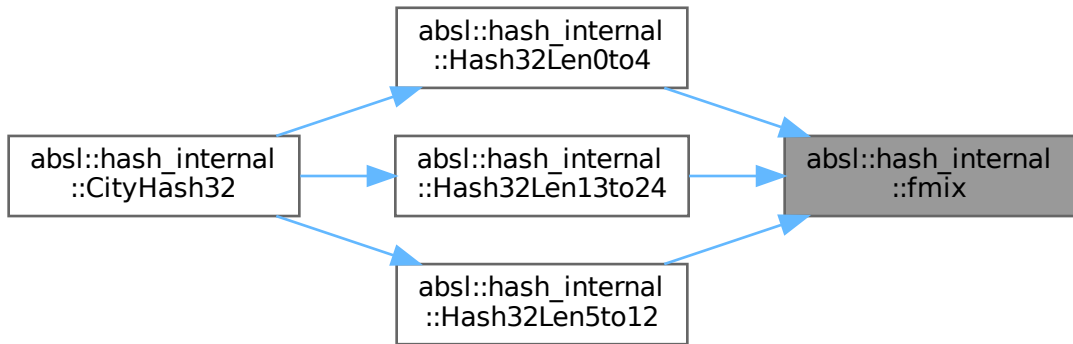 absl::hash_internal
::CityHash32
absl::hash_internal
::Hash32Len0to4
absl::hash_internal
::Hash32Len13to24
absl::hash_internal
::Hash32Len5to12
absl::hash_internal
::fmix